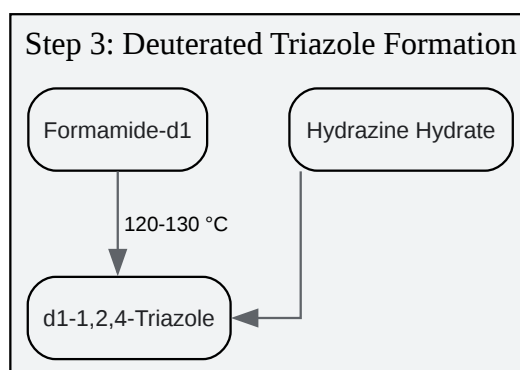 Step 3: Deuterated Triazole Formation
Formamide-d1
Hydrazine Hydrate
120-130 °C
d1-1,2,4-Triazole